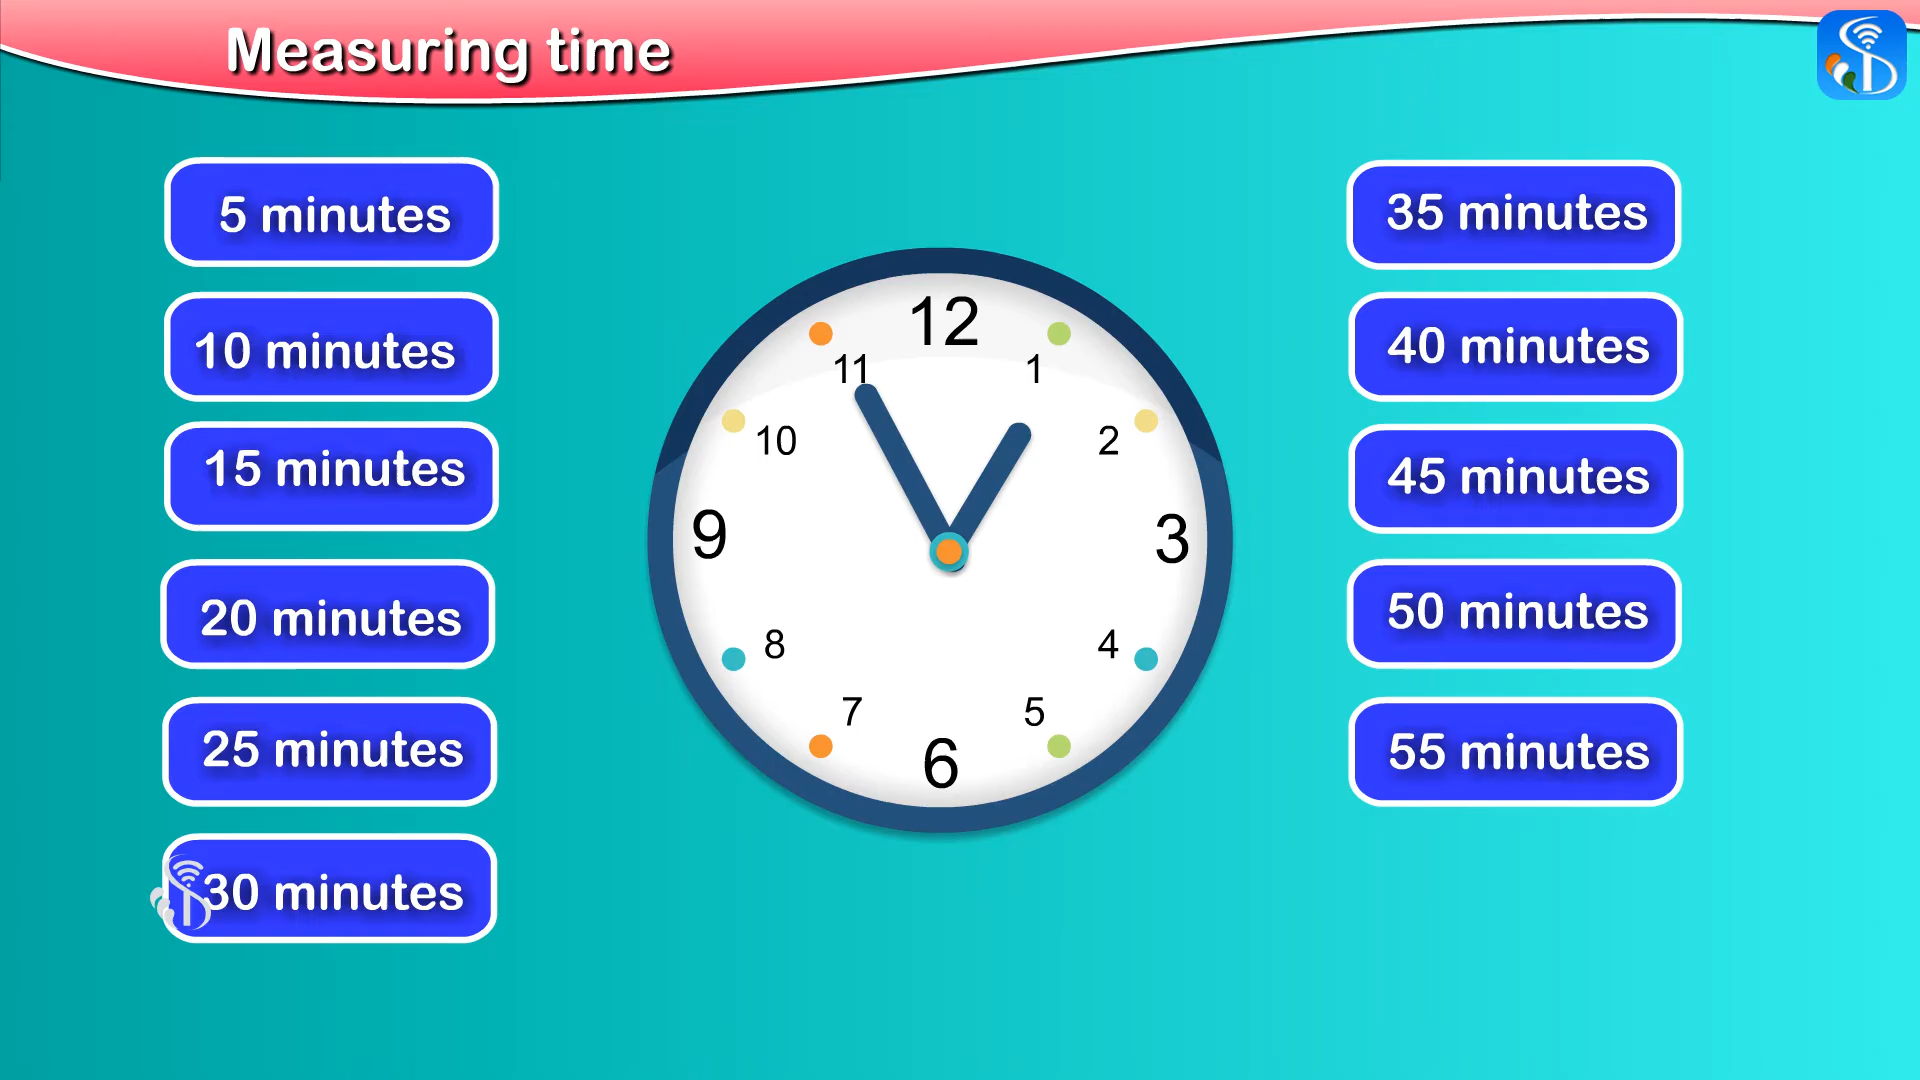 Measuring time
5 minutes
10 minutes
15 minutes
20 minutes
25 minutes
30 minutes
12
1
2
3
4
5
6
7
8
9
10
11
35 minutes
40 minutes
45 minutes
50 minutes
55 minutes